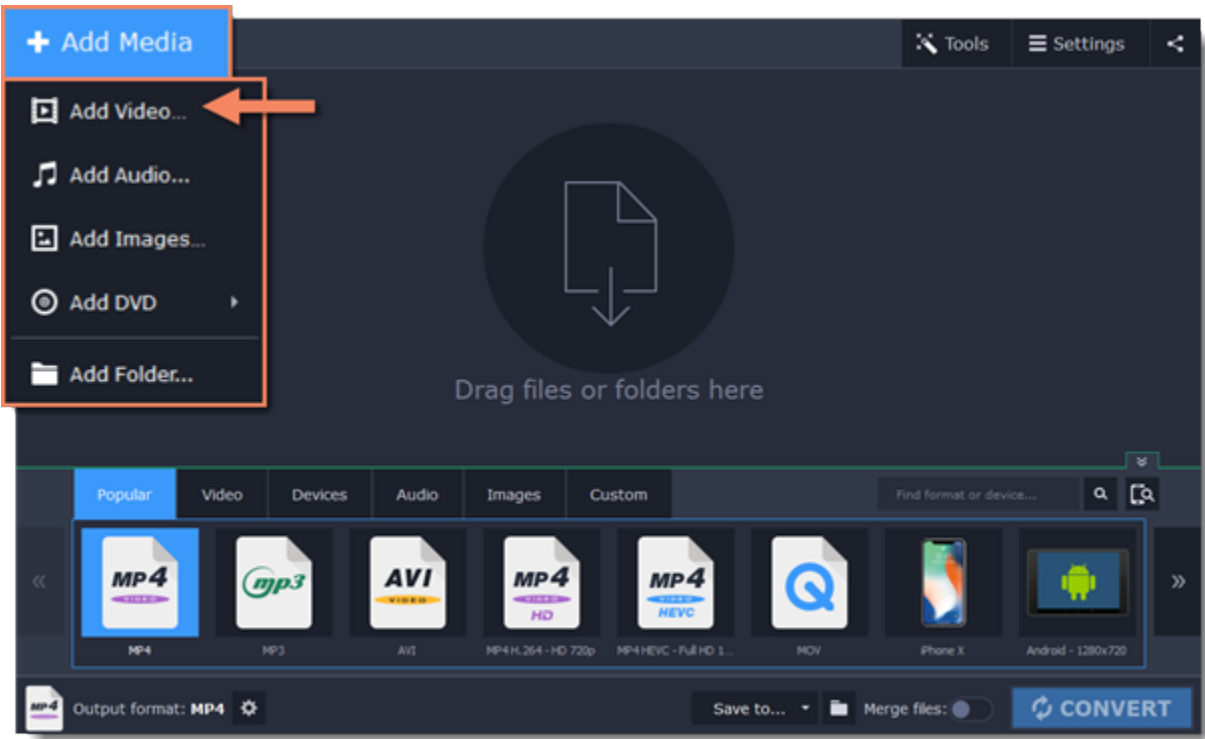 Add Media
Tools
Settings
Add Video...
Add Audio...
Add Images...
Add DVD
Add Folder...
Drag files or folders here
Popular
Video
Devices
Audio
Images
Custom
Find format or device...
MP4
VIDEO
mp3
AVI
VIDEO
MP4
VIDEO
HD
MP4
VIDEO
HEVC
MP4
MP3
AVI
MP4 H.264 - HD 720p
MP4 HEVC - Full HD 1...
MOV
iPhone X
Android - 1280x720
MP4
Output format: MP4
Save to...
Merge files:
CONVERT